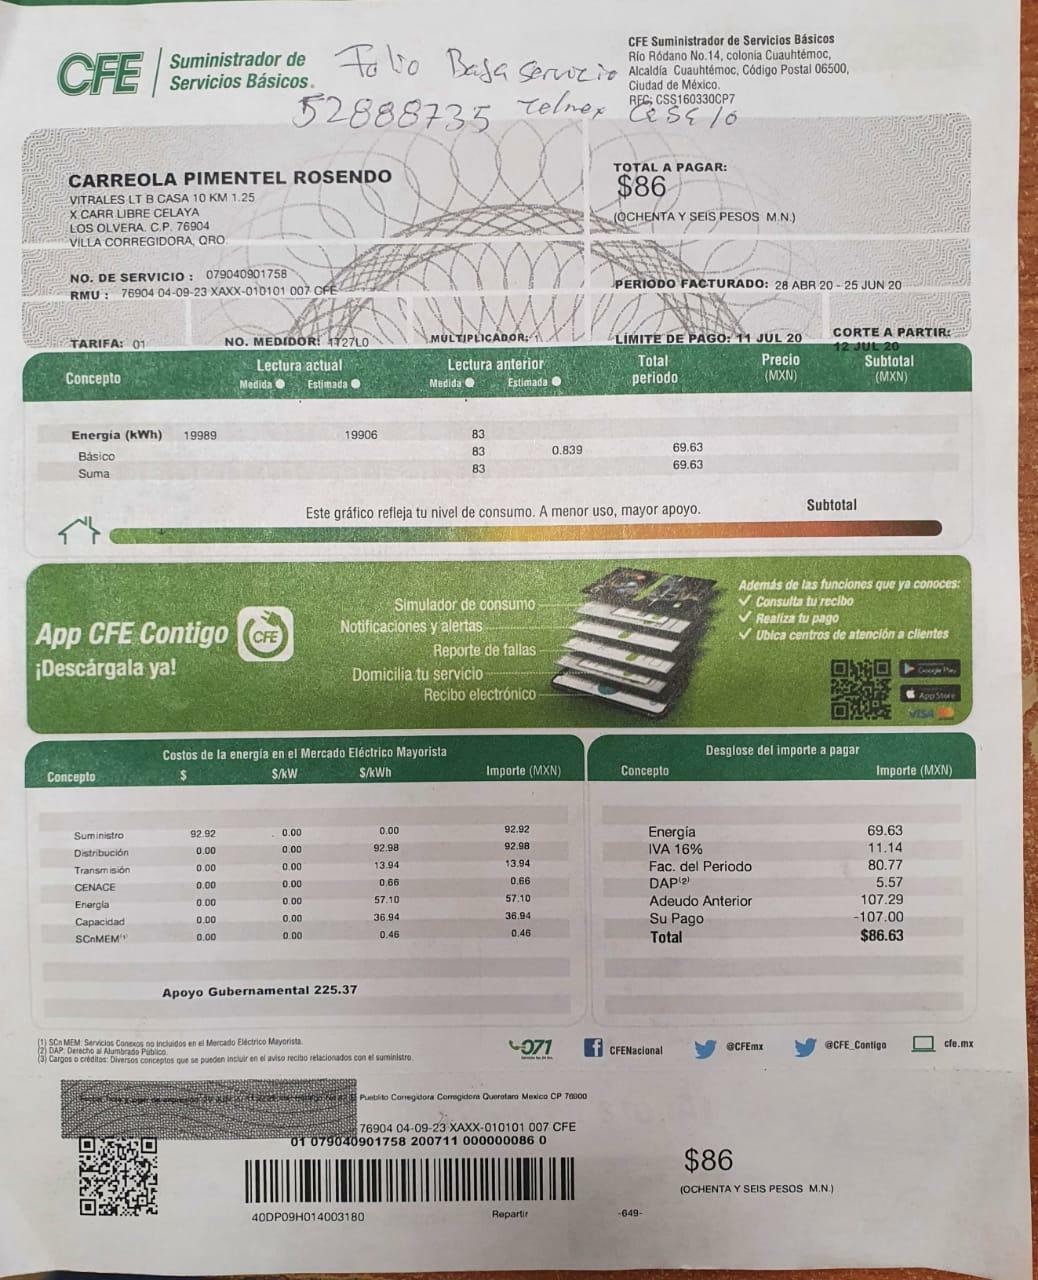 CFE Suministrador de Servicios Básicos.
Folio Baja servicio
52888735 Telmex
CFE Suministrador de Servicios Básicos
Río Ródano No.14, colonia Cuauhtémoc,
Alcaldía Cuauhtémoc, Código Postal 06500,
Ciudad de México.
RFC: CSS160330CP7
CARREOLA PIMENTEL ROSENDO
VITRALES LT B CASA 10 KM 1.25
X CARR LIBRE CELAYA
LOS OLVERA. C.P. 76904
VILLA CORREGIDORA, QRO.
TOTAL A PAGAR:
$86
(OCHENTA Y SEIS PESOS M.N.)
NO. DE SERVICIO : 079040901758
RMU : 76904 04-09-23 XAXX-010101 007 CFE
PERIODO FACTURADO: 28 ABR 20 - 25 JUN 20
TARIFA: 01 NO. MEDIDOR: 1T27L0 MULTIPLICADOR: 1 LÍMITE DE PAGO: 11 JUL 20 CORTE A PARTIR:
12 JUL 20
Concepto Lectura actual Lectura anterior Total periodo Precio (MXN) Subtotal (MXN)
Medida Estimada Medida Estimada
Energía (kWh) 19989 19906 83
Básico 83 0.839 69.63
Suma 83 69.63
Este gráfico refleja tu nivel de consumo. A menor uso, mayor apoyo. Subtotal
App CFE Contigo CFE
¡Descárgala ya!
Simulador de consumo
Notificaciones y alertas
Reporte de fallas
Domicilia tu servicio
Recibo electrónico
Además de las funciones que ya conoces:
Consulta tu recibo
Realiza tu pago
Ubica centros de atención a clientes
Google Play
App Store
VISA
Costos de la energía en el Mercado Eléctrico Mayorista
Concepto $ $/kW $/kWh Importe (MXN)
Suministro 92.92 0.00 0.00 92.92
Distribución 0.00 0.00 92.98 92.98
Transmisión 0.00 0.00 13.94 13.94
CENACE 0.00 0.00 0.66 0.66
Energía 0.00 0.00 57.10 57.10
Capacidad 0.00 0.00 36.94 36.94
SCnMEM(1) 0.00 0.00 0.46 0.46
Apoyo Gubernamental 225.37
Desglose del importe a pagar
Concepto Importe (MXN)
Energía 69.63
IVA 16% 11.14
Fac. del Periodo 80.77
DAP(2) 5.57
Adeudo Anterior 107.29
Su Pago -107.00
Total $86.63
(1) SCnMEM: Servicios Conexos no Incluidos en el Mercado Eléctrico Mayorista.
(2) DAP: Derecho al Alumbrado Público.
(3) Cargos o créditos: Diversos conceptos que se pueden incluir en el aviso recibo relacionados con el suministro.
071
CFENacional
@CFEmx
@CFE_Contigo
cfe.mx
Pueblito Corregidora Corregidora Queretaro Mexico CP 76900
76904 04-09-23 XAXX-010101 007 CFE
01 079040901758 200711 000000086 0
40DP09H014003180
Repartir
-649-
$86
(OCHENTA Y SEIS PESOS M.N.)